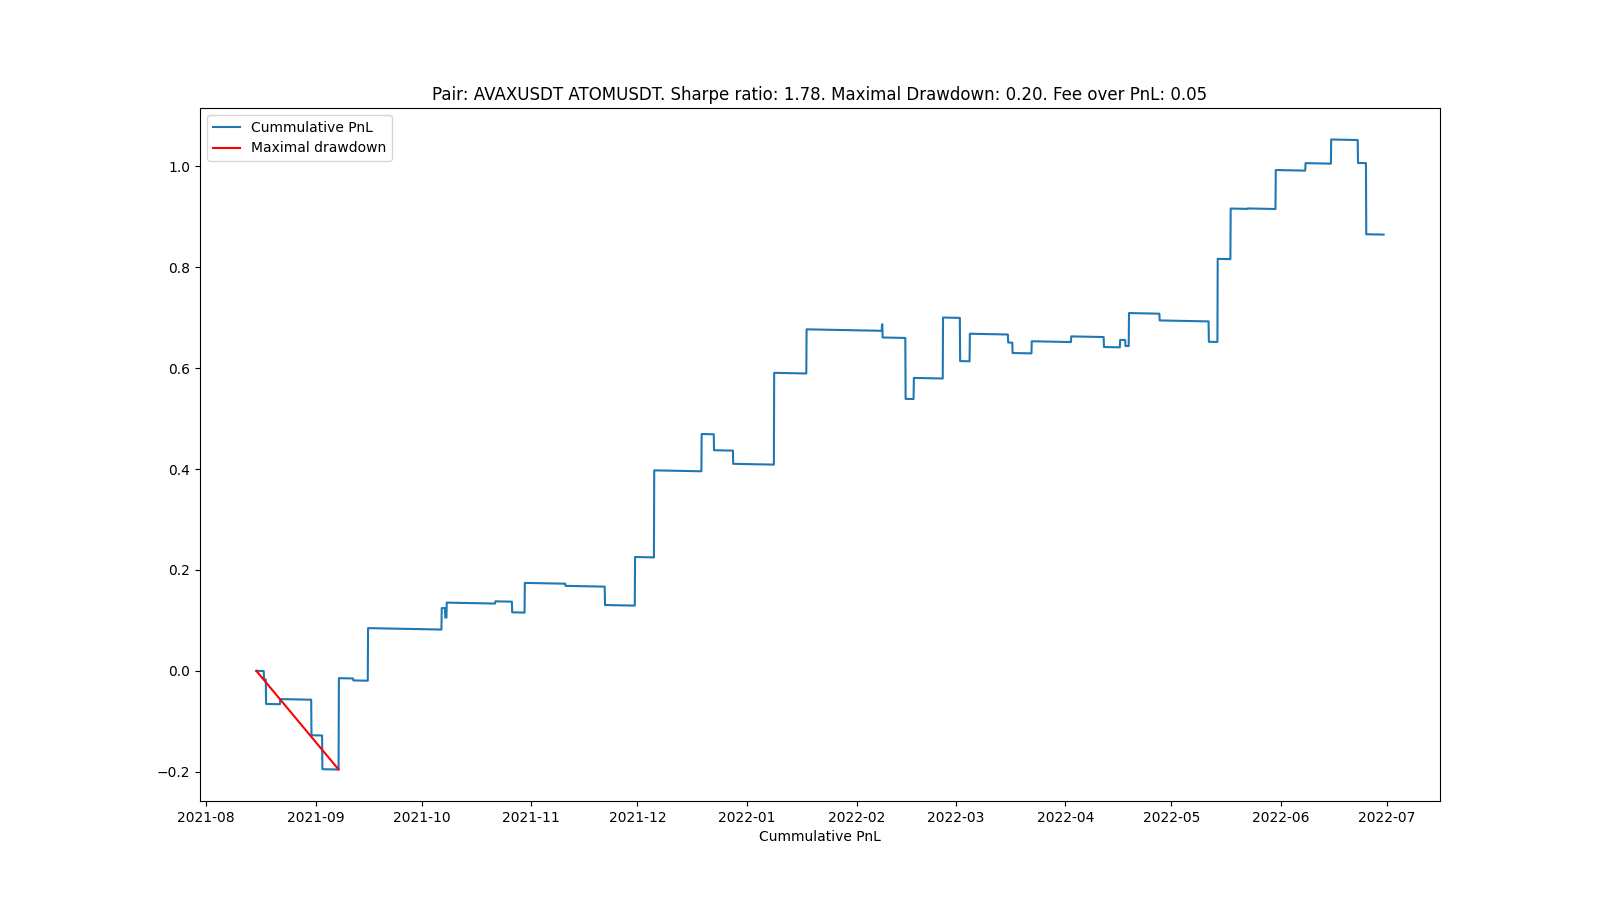 Pair: AVAXUSDT ATOMUSDT. Sharpe ratio: 1.78. Maximal Drawdown: 0.20. Fee over PnL: 0.05
Cummulative PnL
Maximal drawdown
1.0
0.8
0.6
0.4
0.2
0.0
−0.2
2021-08 2021-09 2021-10 2021-11 2021-12 2022-01 2022-02 2022-03 2022-04 2022-05 2022-06 2022-07
Cummulative PnL